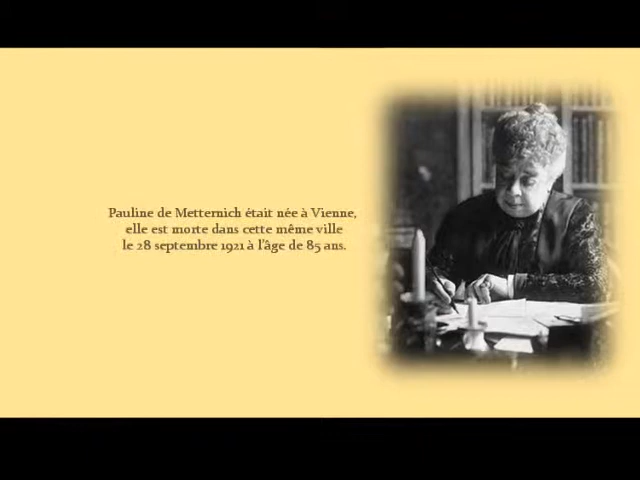 Pauline de Metternich était née à Vienne,
elle est morte dans cette même ville
le 28 septembre 1921 à l'âge de 85 ans.